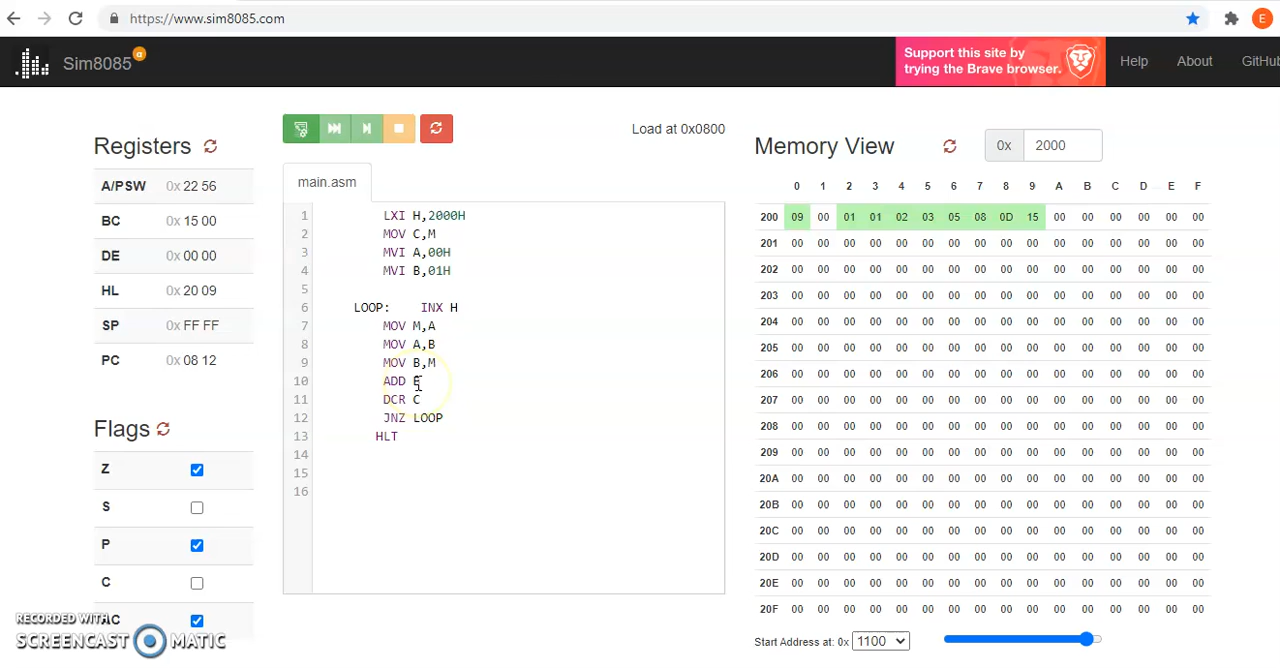 https://www.sim8085.com
E
Sim8085
α
Support this site by
trying the Brave browser.
Help
About
GitHu
Registers
A/PSW 0x 22 56
BC 0x 15 00
DE 0x 00 00
HL 0x 20 09
SP 0x FF FF
PC 0x 08 12
Flags
Z
S
P
C
AC
RECORDED WITH
SCREENCAST MATIC
Load at 0x0800
main.asm
1 LXI H,2000H
2 MOV C,M
3 MVI A,00H
4 MVI B,01H
5
6 LOOP: INX H
7 MOV M,A
8 MOV A,B
9 MOV B,M
10 ADD B
11 DCR C
12 JNZ LOOP
13 HLT
14
15
16
Memory View
0x 2000
0 1 2 3 4 5 6 7 8 9 A B C D E F
200 09 00 01 01 02 03 05 08 0D 15 00 00 00 00 00 00
201 00 00 00 00 00 00 00 00 00 00 00 00 00 00 00 00
202 00 00 00 00 00 00 00 00 00 00 00 00 00 00 00 00
203 00 00 00 00 00 00 00 00 00 00 00 00 00 00 00 00
204 00 00 00 00 00 00 00 00 00 00 00 00 00 00 00 00
205 00 00 00 00 00 00 00 00 00 00 00 00 00 00 00 00
206 00 00 00 00 00 00 00 00 00 00 00 00 00 00 00 00
207 00 00 00 00 00 00 00 00 00 00 00 00 00 00 00 00
208 00 00 00 00 00 00 00 00 00 00 00 00 00 00 00 00
209 00 00 00 00 00 00 00 00 00 00 00 00 00 00 00 00
20A 00 00 00 00 00 00 00 00 00 00 00 00 00 00 00 00
20B 00 00 00 00 00 00 00 00 00 00 00 00 00 00 00 00
20C 00 00 00 00 00 00 00 00 00 00 00 00 00 00 00 00
20D 00 00 00 00 00 00 00 00 00 00 00 00 00 00 00 00
20E 00 00 00 00 00 00 00 00 00 00 00 00 00 00 00 00
20F 00 00 00 00 00 00 00 00 00 00 00 00 00 00 00 00
Start Address at: 0x 1100